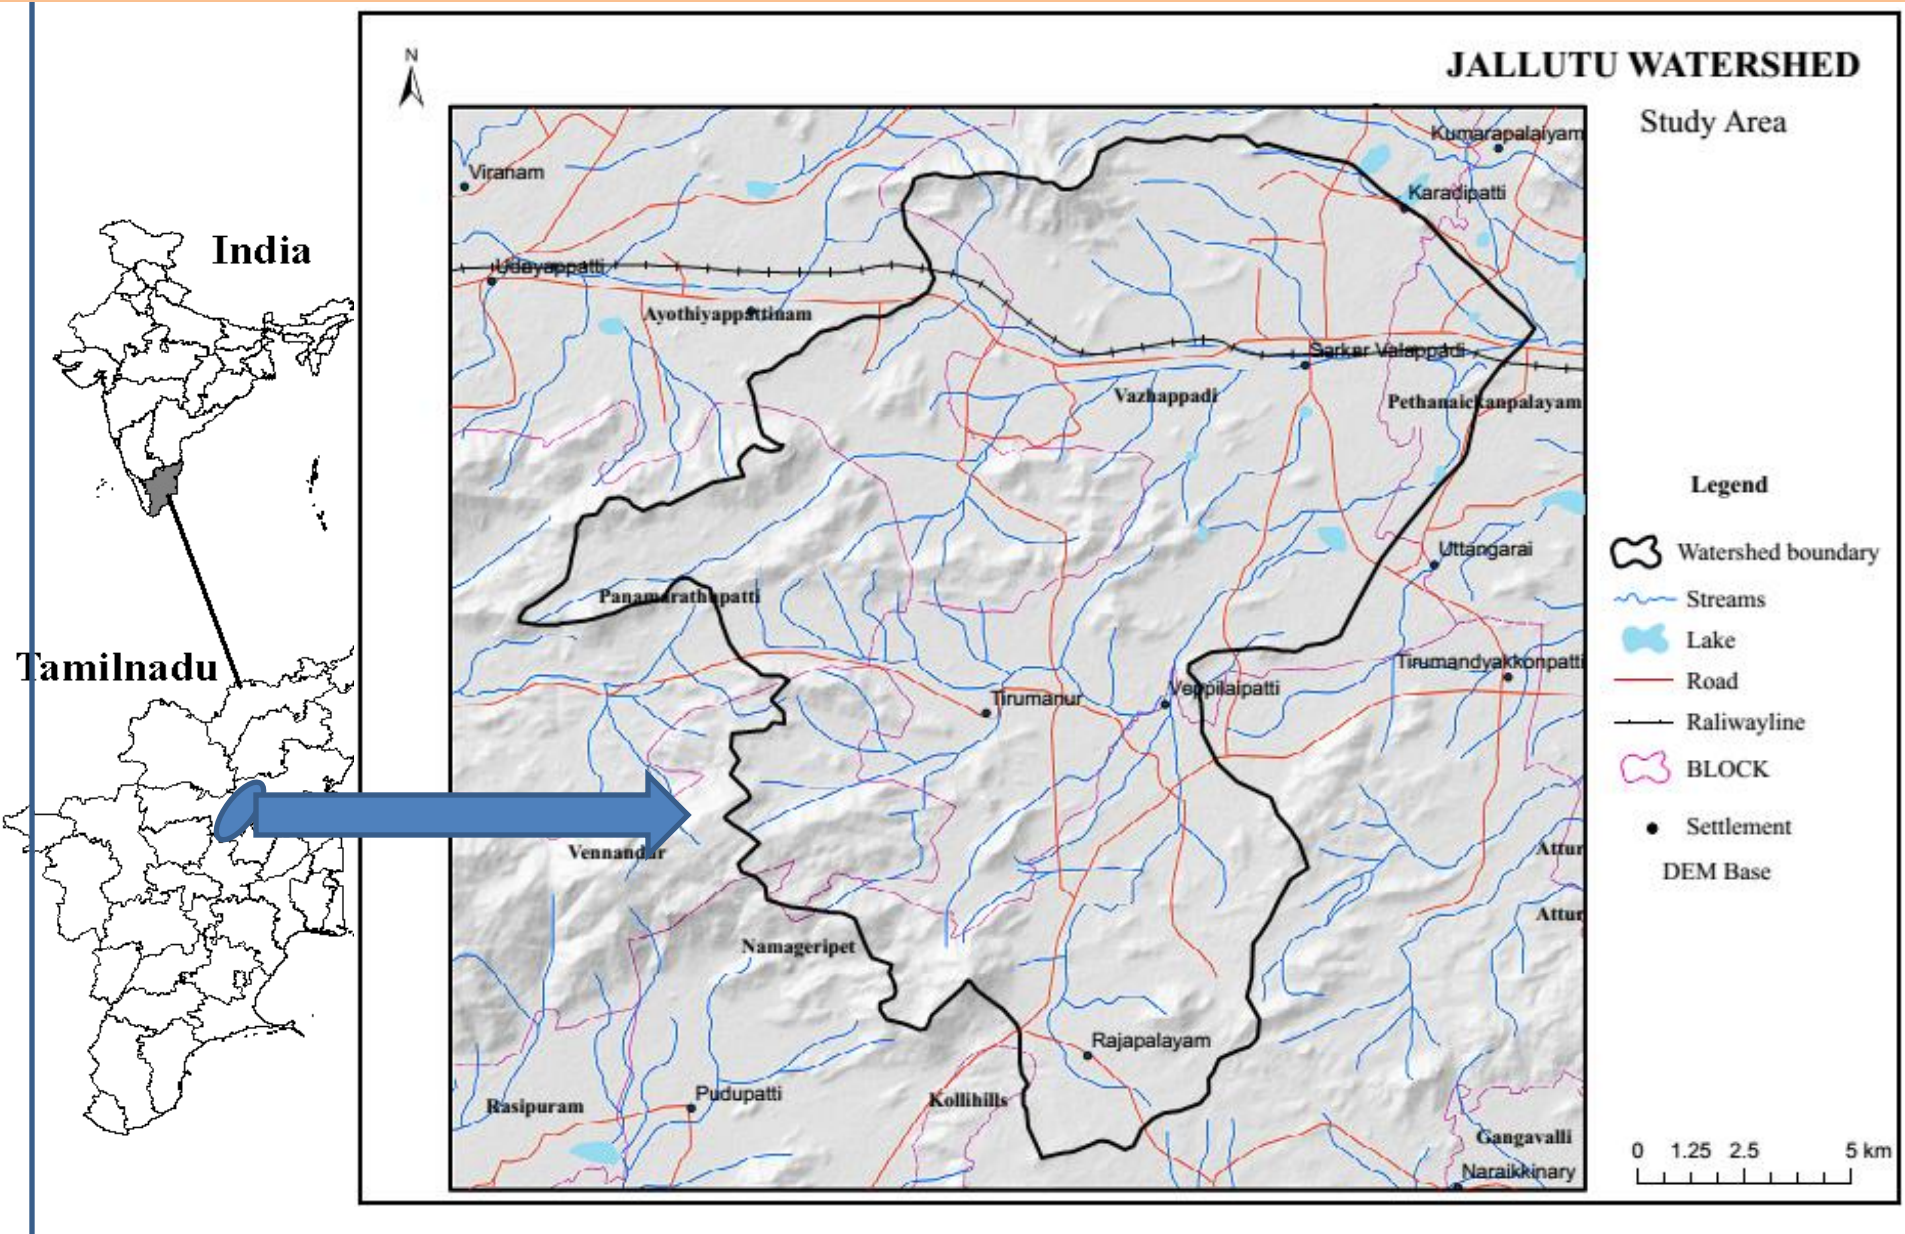 India
Tamilnadu
N
JALLUTU WATERSHED
Study Area
Kumarapalaiyam
Viranam
Karadipatti
Udayappatti
Ayothiyappattinam
Sarkar Valappadi
Vazhappadi
Pethanaickanpalayam
Uttangarai
Panamarathupatti
Tirumandyakkonpatti
Veppilaipatti
Tirumanur
Vennandur
Attur
Attur
Namageripet
Rajapalayam
Pudupatti
Kollihills
Rasipuram
Gangavalli
Naraikkinary
Legend
Watershed boundary
Streams
Lake
Road
Raliwayline
BLOCK
Settlement
DEM Base
0 1.25 2.5 5 km